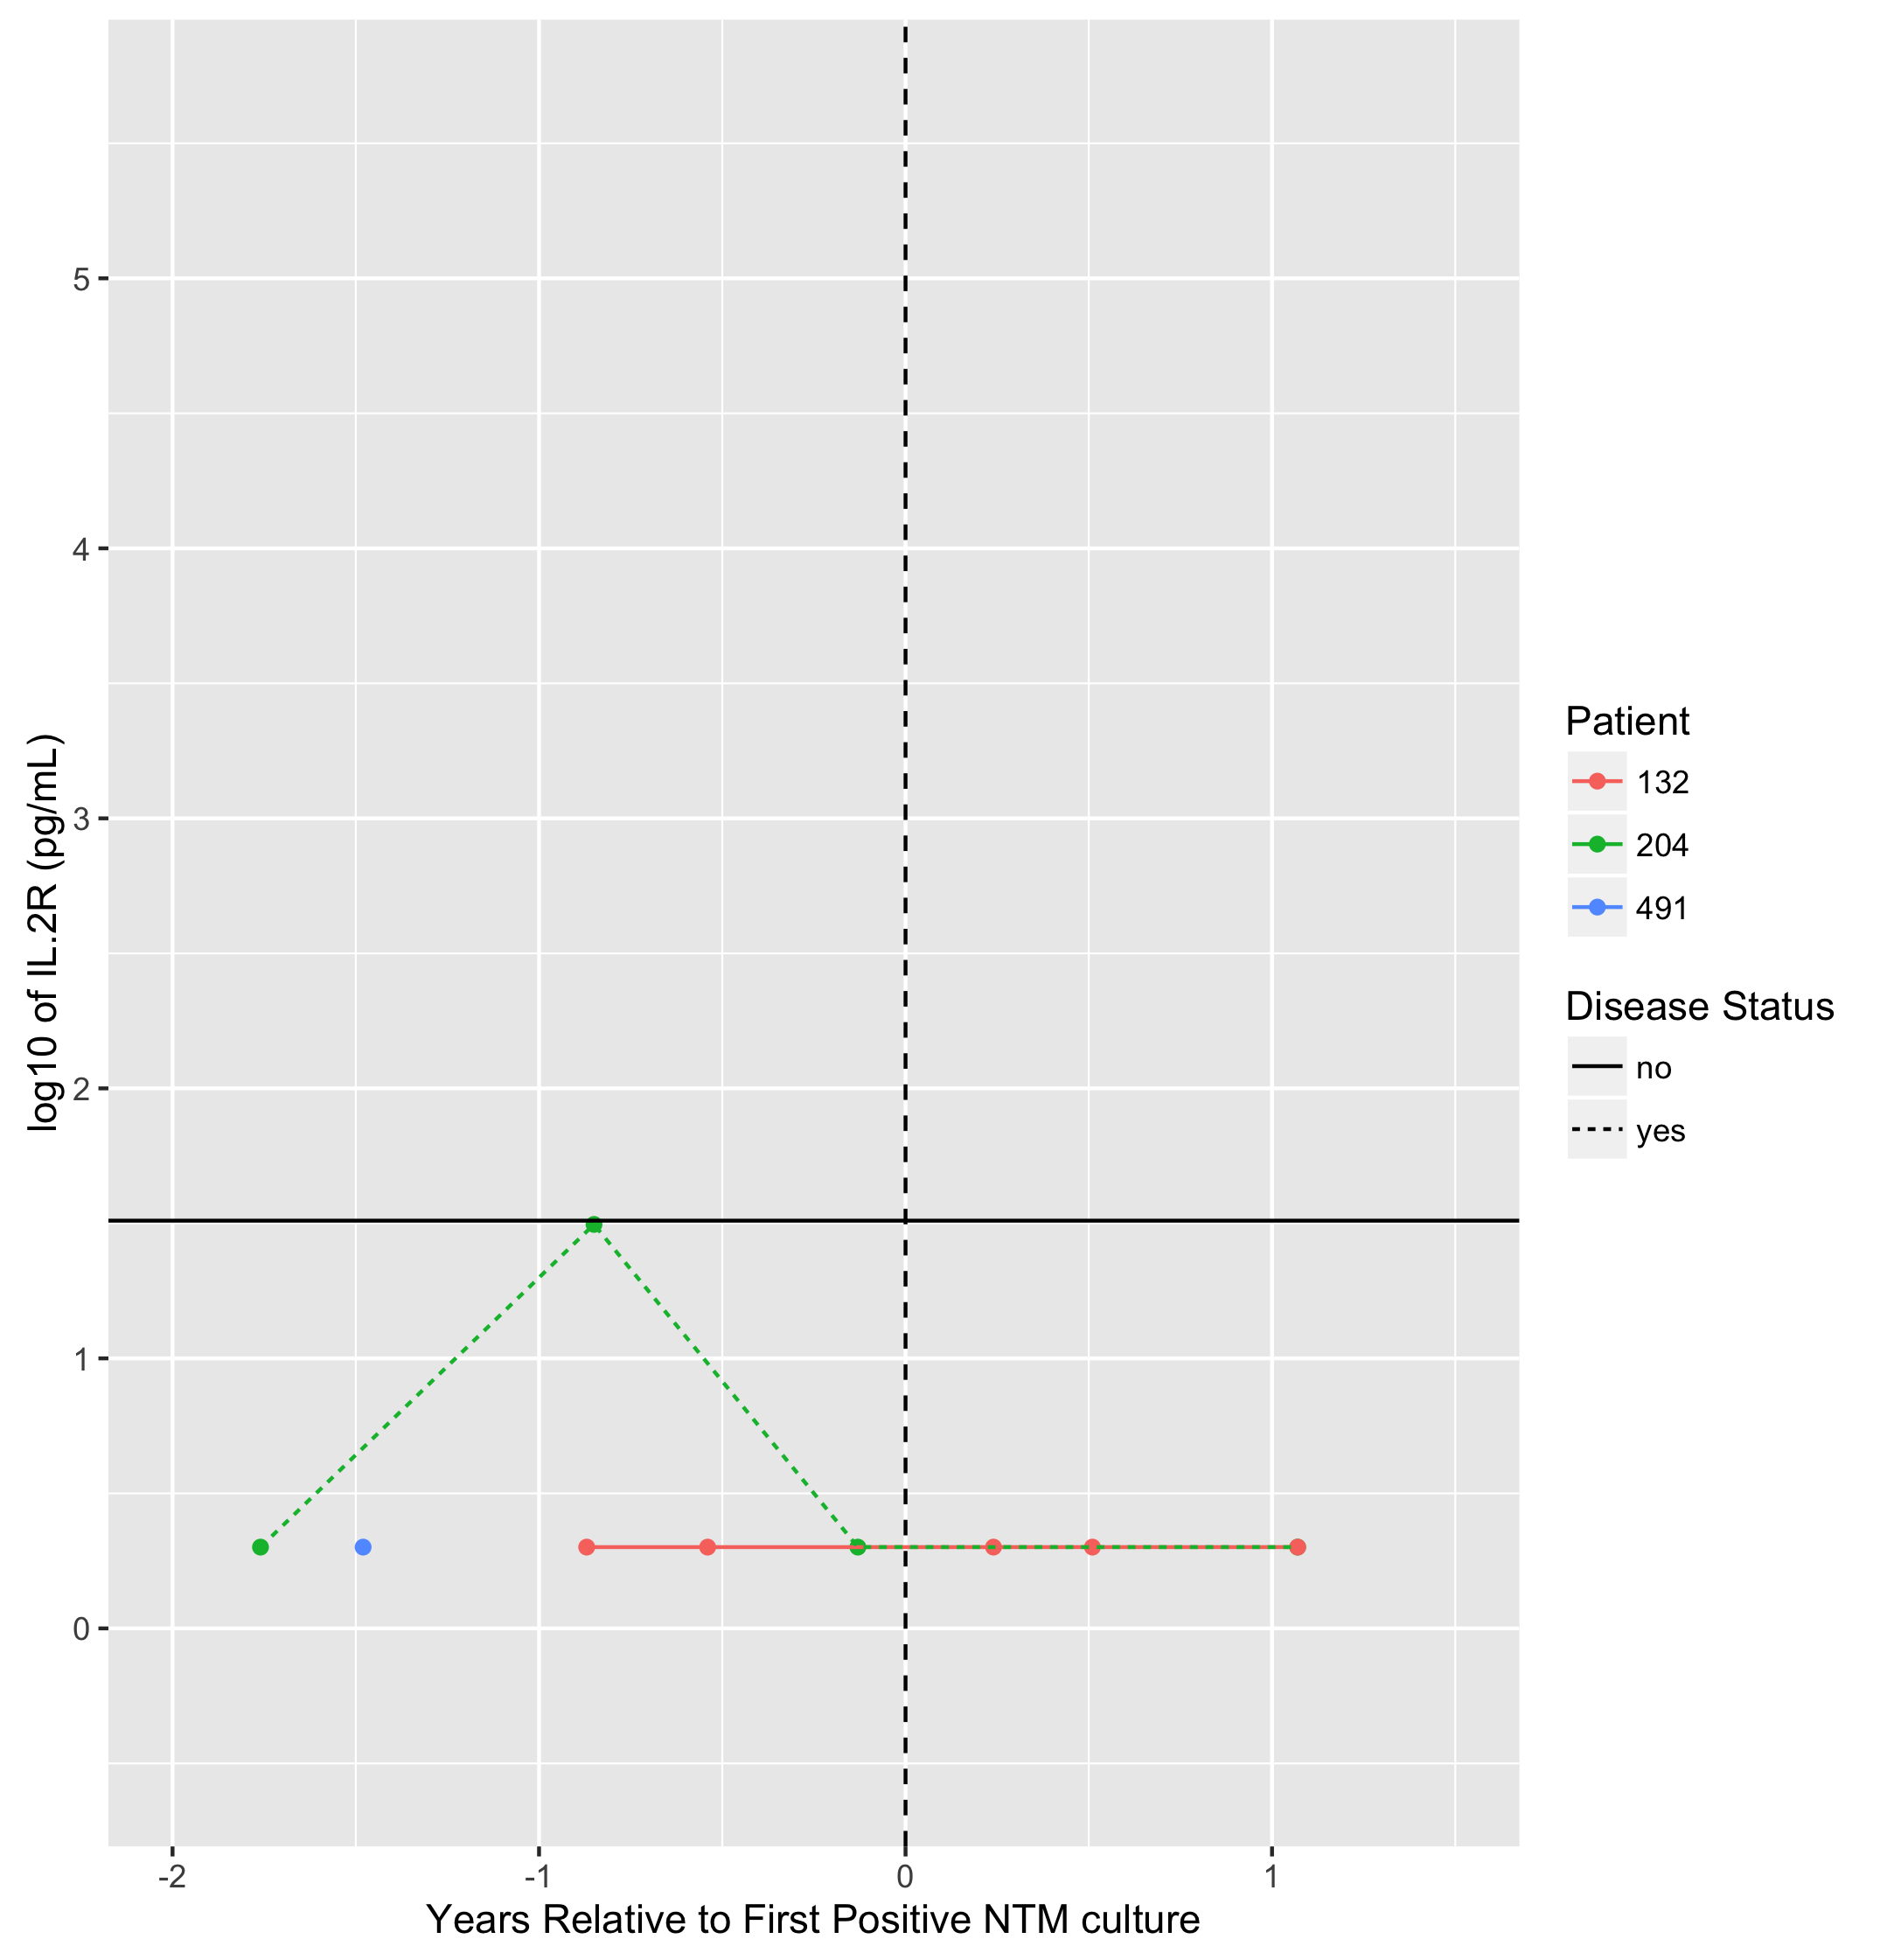 log10 of IL.2R (pg/mL)
5
4
3
2
1
0
-2
-1
0
1
Years Relative to First Positive NTM culture
Patient
132
204
491
Disease Status
no
yes